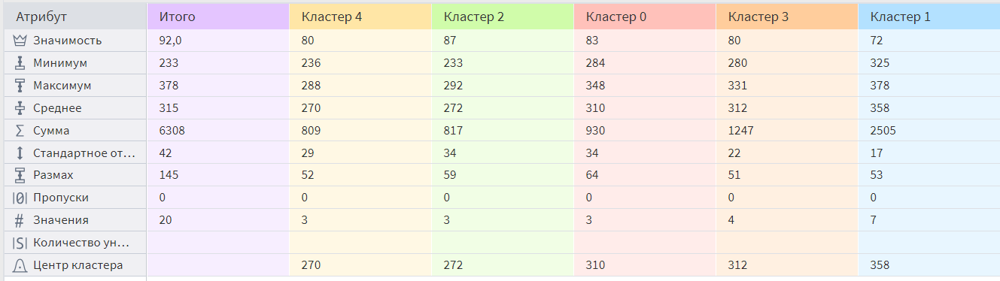 Атрибут Итого Кластер 4 Кластер 2 Кластер 0 Кластер 3 Кластер 1
Значимость 92,0 80 87 83 80 72
Минимум 233 236 233 284 280 325
Максимум 378 288 292 348 331 378
Среднее 315 270 272 310 312 358
Σ Сумма 6308 809 817 930 1247 2505
Стандартное от... 42 29 34 34 22 17
Размах 145 52 59 64 51 53
|0| Пропуски 0 0 0 0 0 0
# Значения 20 3 3 3 4 7
|S| Количество ун...
Центр кластера 270 272 310 312 358